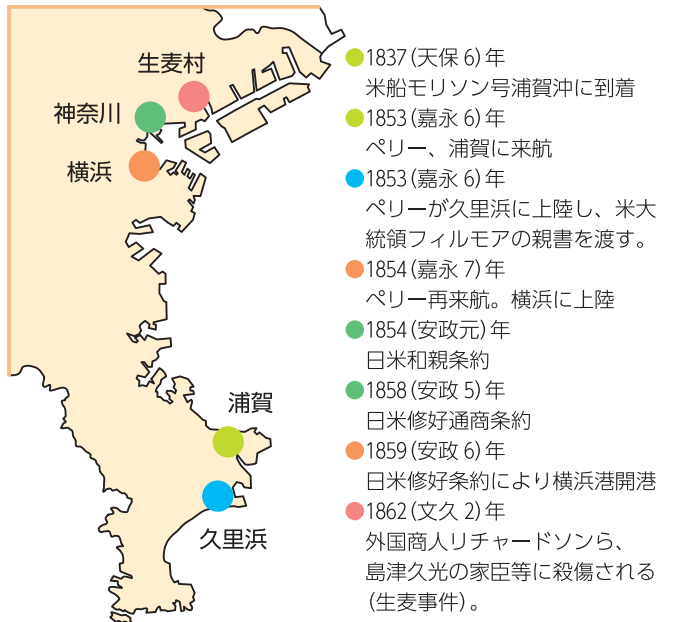 生麦村
神奈川
横浜
浦賀
久里浜
●1837(天保6)年
米船モリソン号浦賀沖に到着
●1853(嘉永6)年
ペリー、浦賀に来航
●1853(嘉永6)年
ペリーが久里浜に上陸し、米大
統領フィルモアの親書を渡す。
●1854(嘉永7)年
ペリー再来航。横浜に上陸
●1854(安政元)年
日米和親条約
●1858(安政5)年
日米修好通商条約
●1859(安政6)年
日米修好条約により横浜港開港
●1862(文久2)年
外国商人リチャードソンら、
島津久光の家臣等に殺傷される
(生麦事件)。